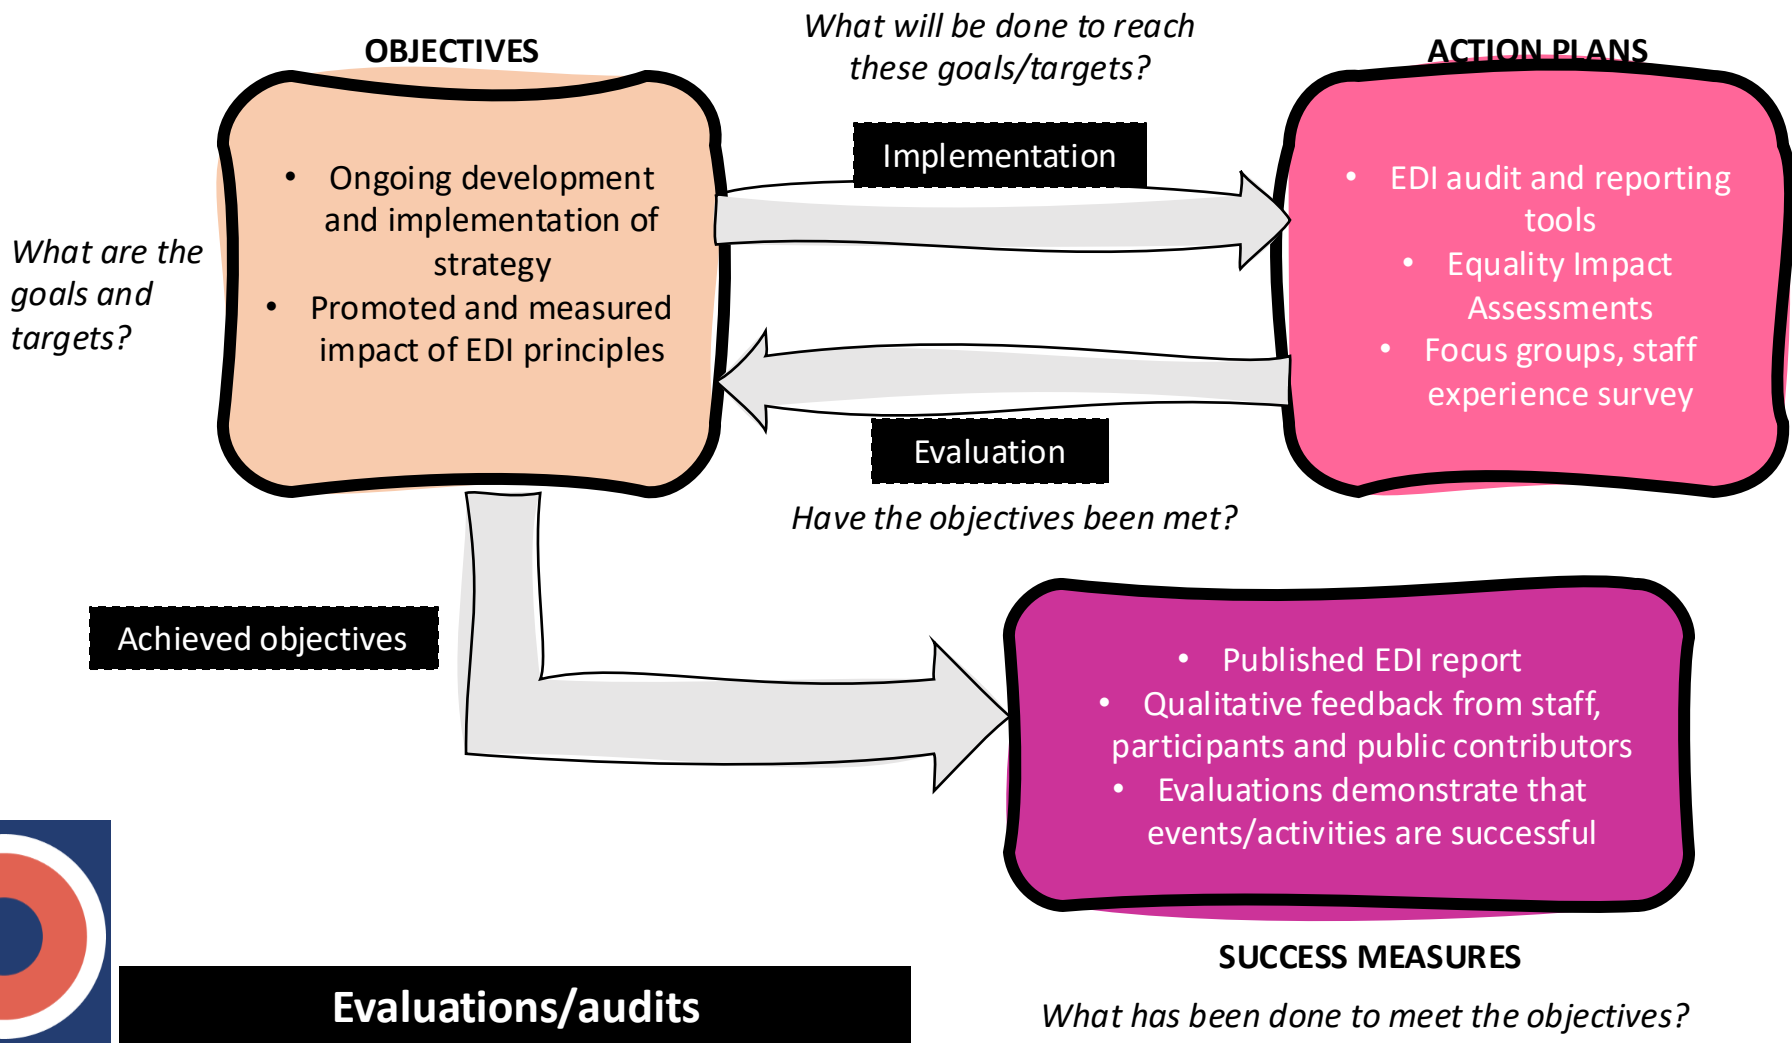 OBJECTIVES
What will be done to reach
these goals/targets?
ACTION PLANS
What are the
goals and
targets?
• Ongoing development
and implementation of
strategy
• Promoted and measured
impact of EDI principles
Implementation
• EDI audit and reporting
tools
• Equality Impact
Assessments
• Focus groups, staff
experience survey
Evaluation
Have the objectives been met?
Achieved objectives
• Published EDI report
• Qualitative feedback from staff,
participants and public contributors
• Evaluations demonstrate that
events/activities are successful
SUCCESS MEASURES
What has been done to meet the objectives?
Evaluations/audits